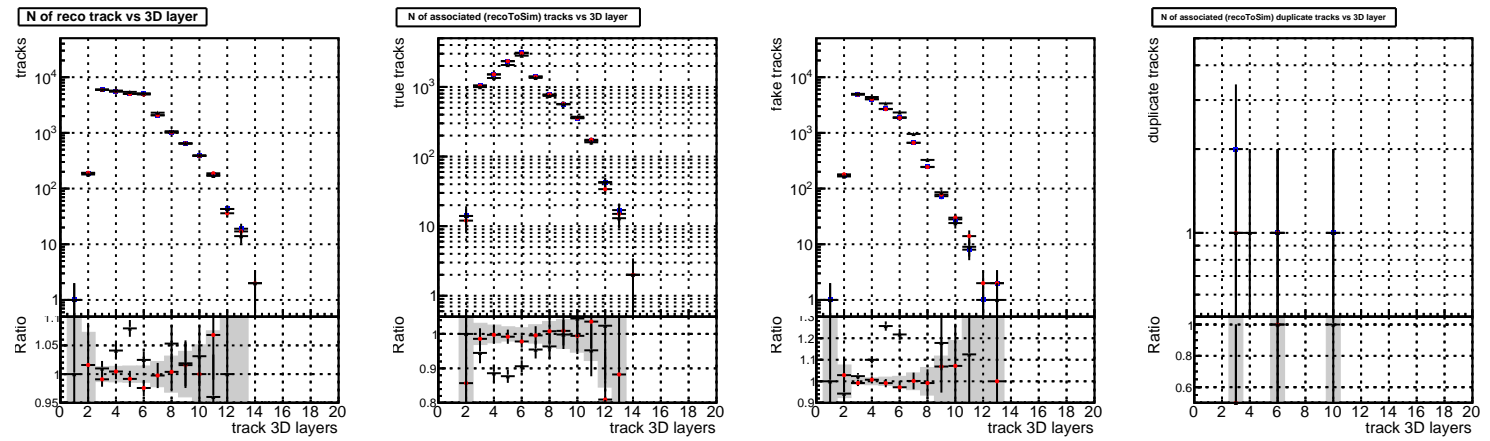 N of reco track vs 3D layer
tracks
10⁴
10³
10²
10
1
Ratio
1.1
1.05
1
0.95
0 2 4 6 8 10 12 14 16 18 20
track 3D layers
N of associated (recoToSim) tracks vs 3D layer
true tracks
10³
10²
10
1
Ratio
1
0.9
0.8
0 2 4 6 8 10 12 14 16 18 20
track 3D layers
fake tracks
10⁴
10³
10²
10
1
Ratio
1.3
1.2
1.1
1
0.9
0 2 4 6 8 10 12 14 16 18 20
track 3D layers
N of associated (recoToSim) duplicate tracks vs 3D layer
duplicate tracks
1
Ratio
1
0.8
0.6
0 2 4 6 8 10 12 14 16 18 20
track 3D layers